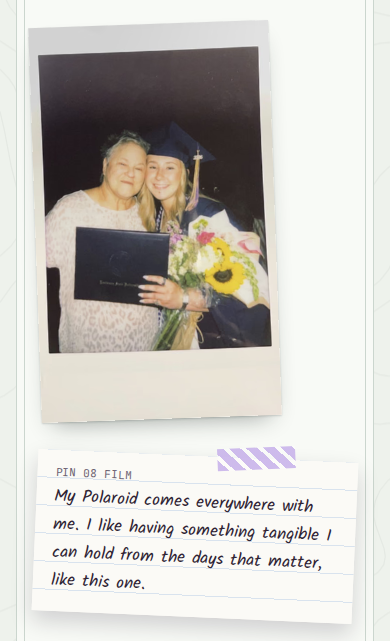 PIN 08 FILM
My Polaroid comes everywhere with
me. I like having something tangible I
can hold from the days that matter,
like this one.